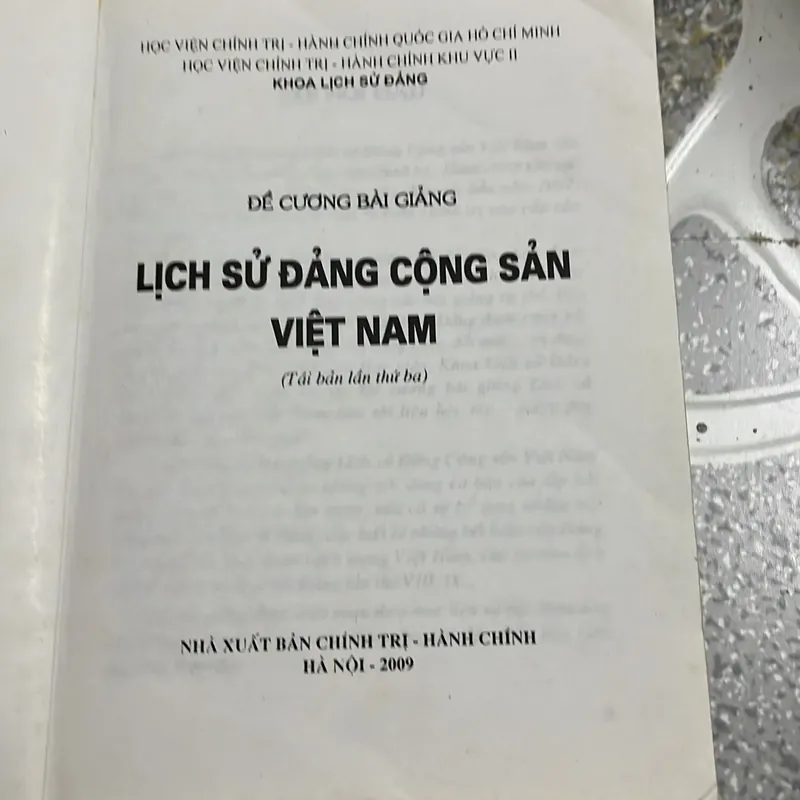 HỌC VIỆN CHÍNH TRỊ - HÀNH CHÍNH QUỐC GIA HỒ CHÍ MINH
HỌC VIỆN CHÍNH TRỊ - HÀNH CHÍNH KHU VỰC II
KHOA LỊCH SỬ ĐẢNG
ĐỀ CƯƠNG BÀI GIẢNG
LỊCH SỬ ĐẢNG CỘNG SẢN
VIỆT NAM
(Tái bản lần thứ ba)
NHÀ XUẤT BẢN CHÍNH TRỊ - HÀNH CHÍNH
HÀ NỘI - 2009